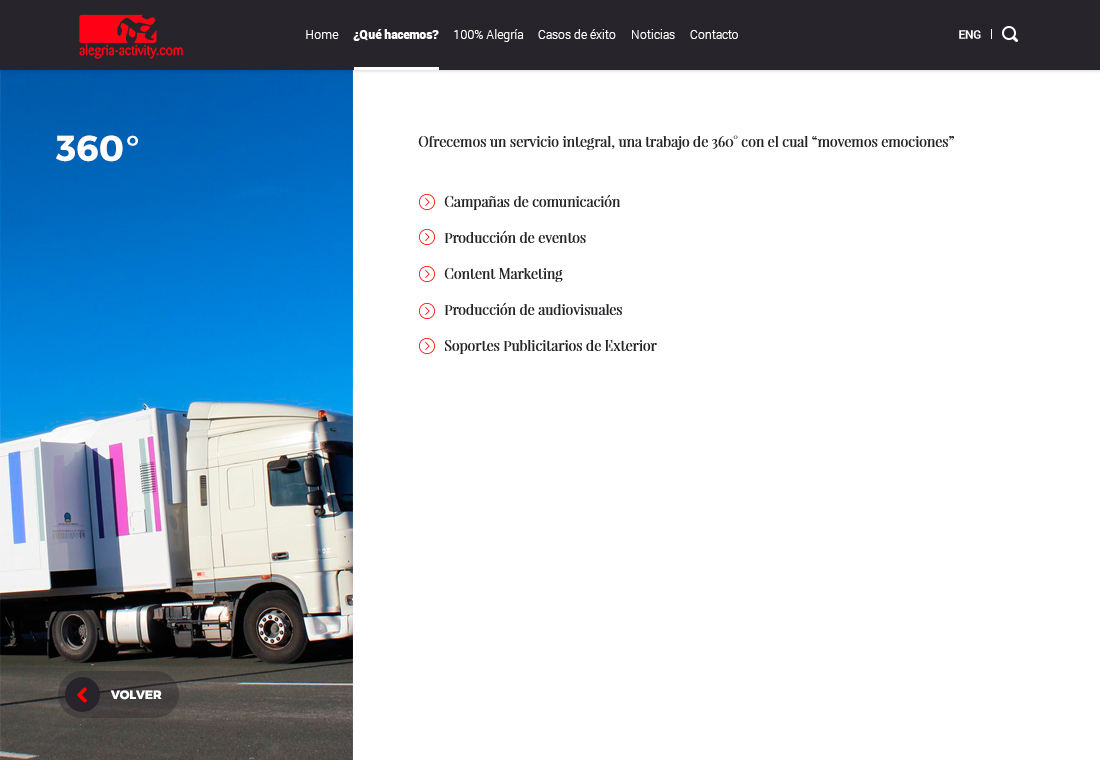 alegria-activity.com
Home ¿Qué hacemos? 100% Alegría Casos de éxito Noticias Contacto
ENG
360°
Ofrecemos un servicio integral, una trabajo de 360° con el cual “movemos emociones”
Campañas de comunicación
Producción de eventos
Content Marketing
Producción de audiovisuales
Soportes Publicitarios de Exterior
VOLVER